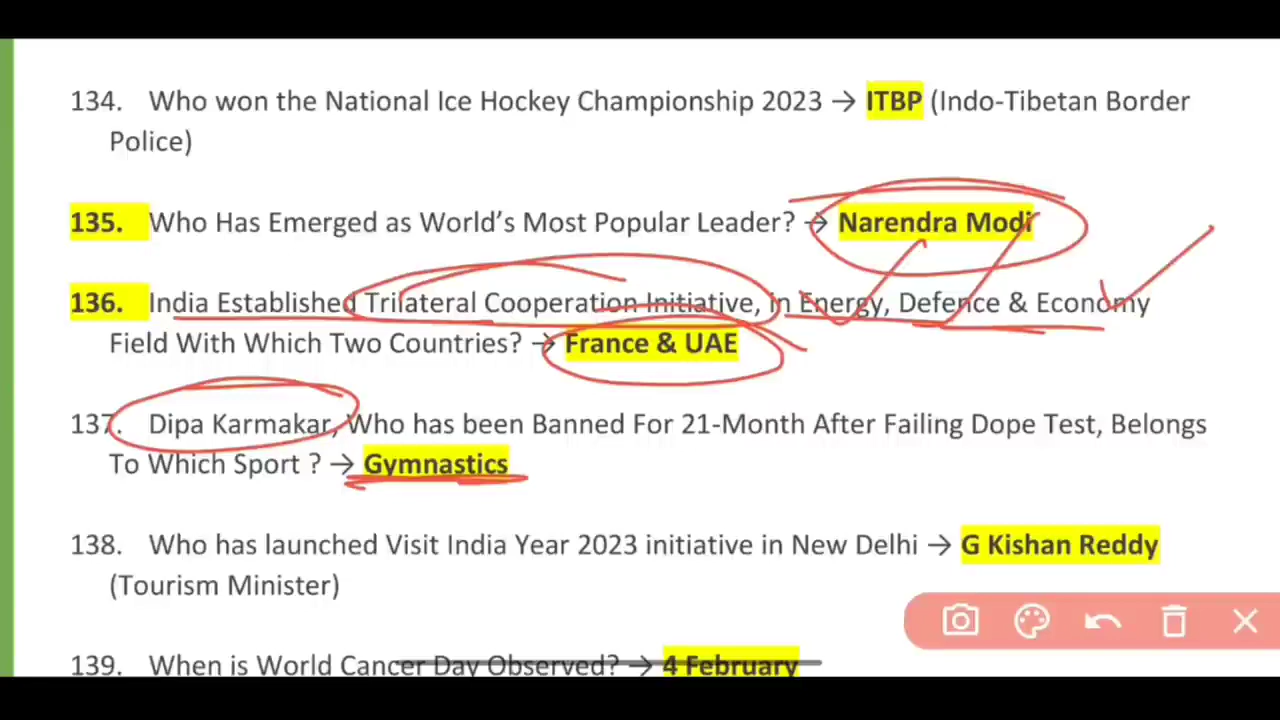 134. Who won the National Ice Hockey Championship 2023 → ITBP (Indo-Tibetan Border
Police)
135. Who Has Emerged as World’s Most Popular Leader? → Narendra Modi
136. India Established Trilateral Cooperation Initiative, in Energy, Defence & Economy
Field With Which Two Countries? → France & UAE
137. Dipa Karmakar, Who has been Banned For 21-Month After Failing Dope Test, Belongs
To Which Sport ? → Gymnastics
138. Who has launched Visit India Year 2023 initiative in New Delhi → G Kishan Reddy
(Tourism Minister)
139. When is World Cancer Day Observed? → 4 February